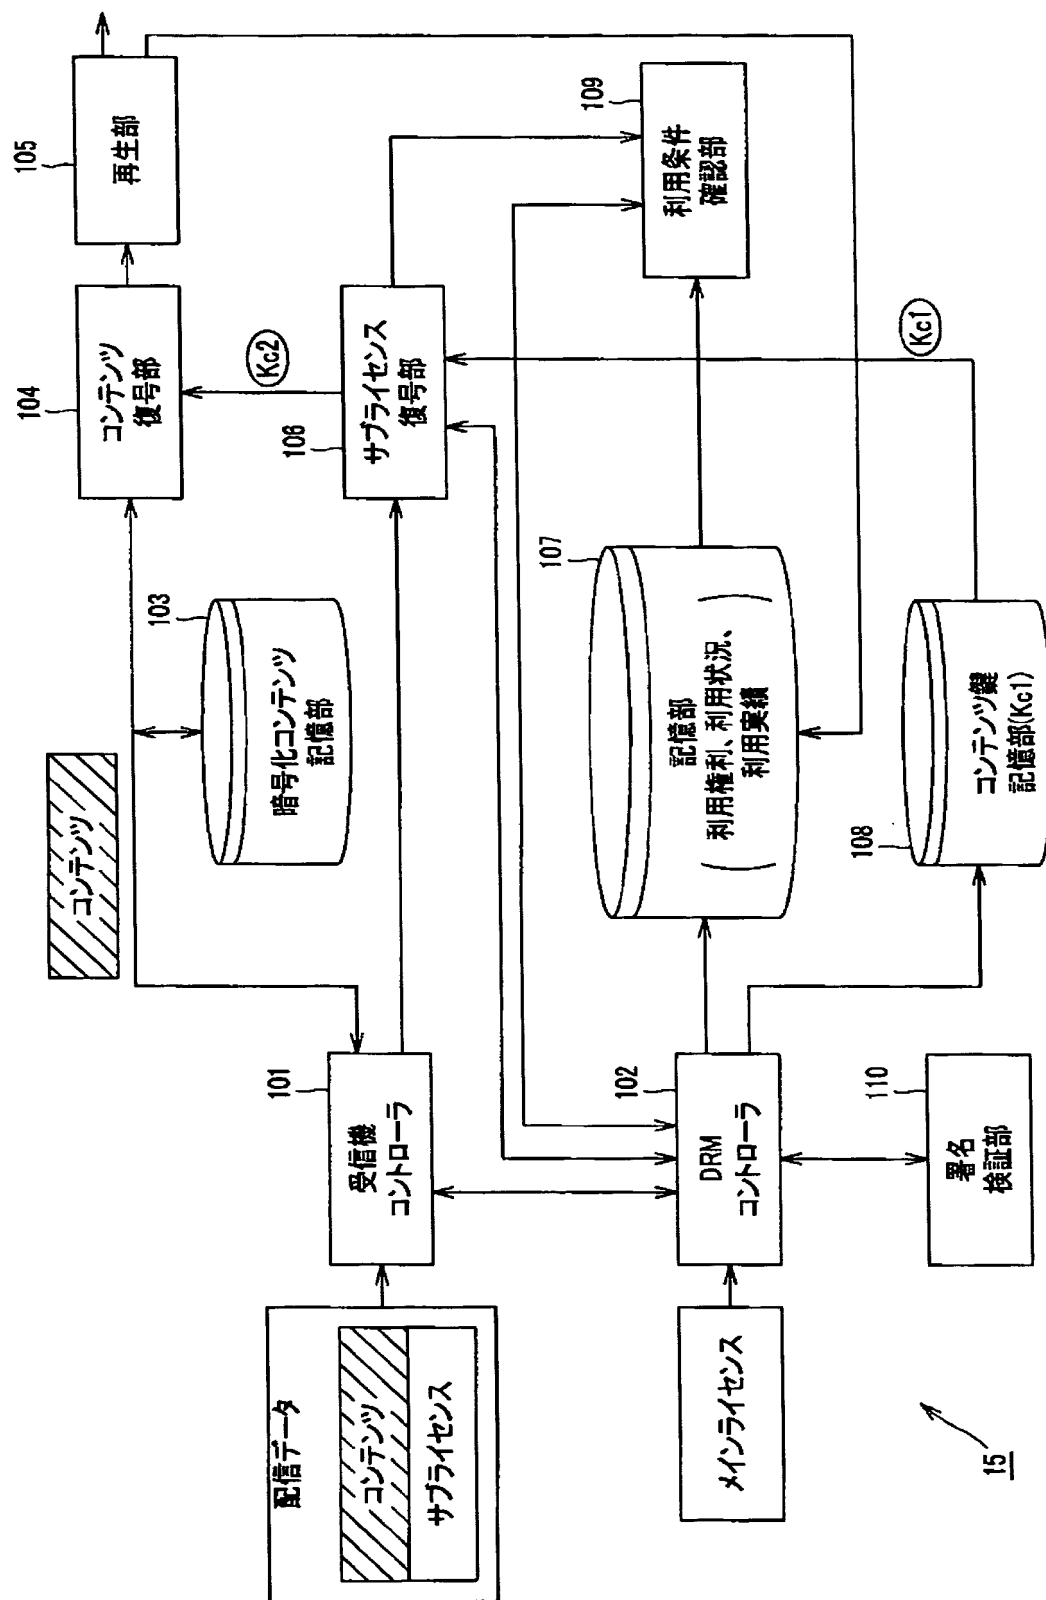 配信データ
コンテンツ
サブライセンス
メインライセンス
15
101
受信機
コントローラ
102
DRM
コントローラ
110
署名
検証部
コンテンツ
103
暗号化コンテンツ
記憶部
107
記憶部
(利用権利、利用状況、
利用実績)
108
コンテンツ鍵
記憶部(Kc1)
104
コンテンツ
復号部
106
サブライセンス
復号部
Kc2
Kc1
105
再生部
109
利用条件
確認部